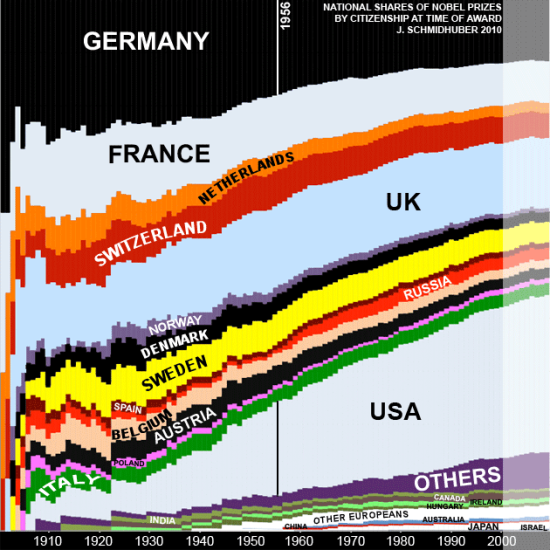 NATIONAL SHARES OF NOBEL PRIZES
BY CITIZENSHIP AT TIME OF AWARD
J. SCHMIDHUBER 2010
1956
GERMANY
FRANCE
NETHERLANDS
SWITZERLAND
UK
NORWAY
DENMARK
SWEDEN
RUSSIA
SPAIN
BELGIUM
AUSTRIA
POLAND
ITALY
USA
OTHERS
INDIA
CANADA
HUNGARY
IRELAND
OTHER EUROPEANS
CHINA
AUSTRALIA
JAPAN
ISRAEL
1910 1920 1930 1940 1950 1960 1970 1980 1990 2000